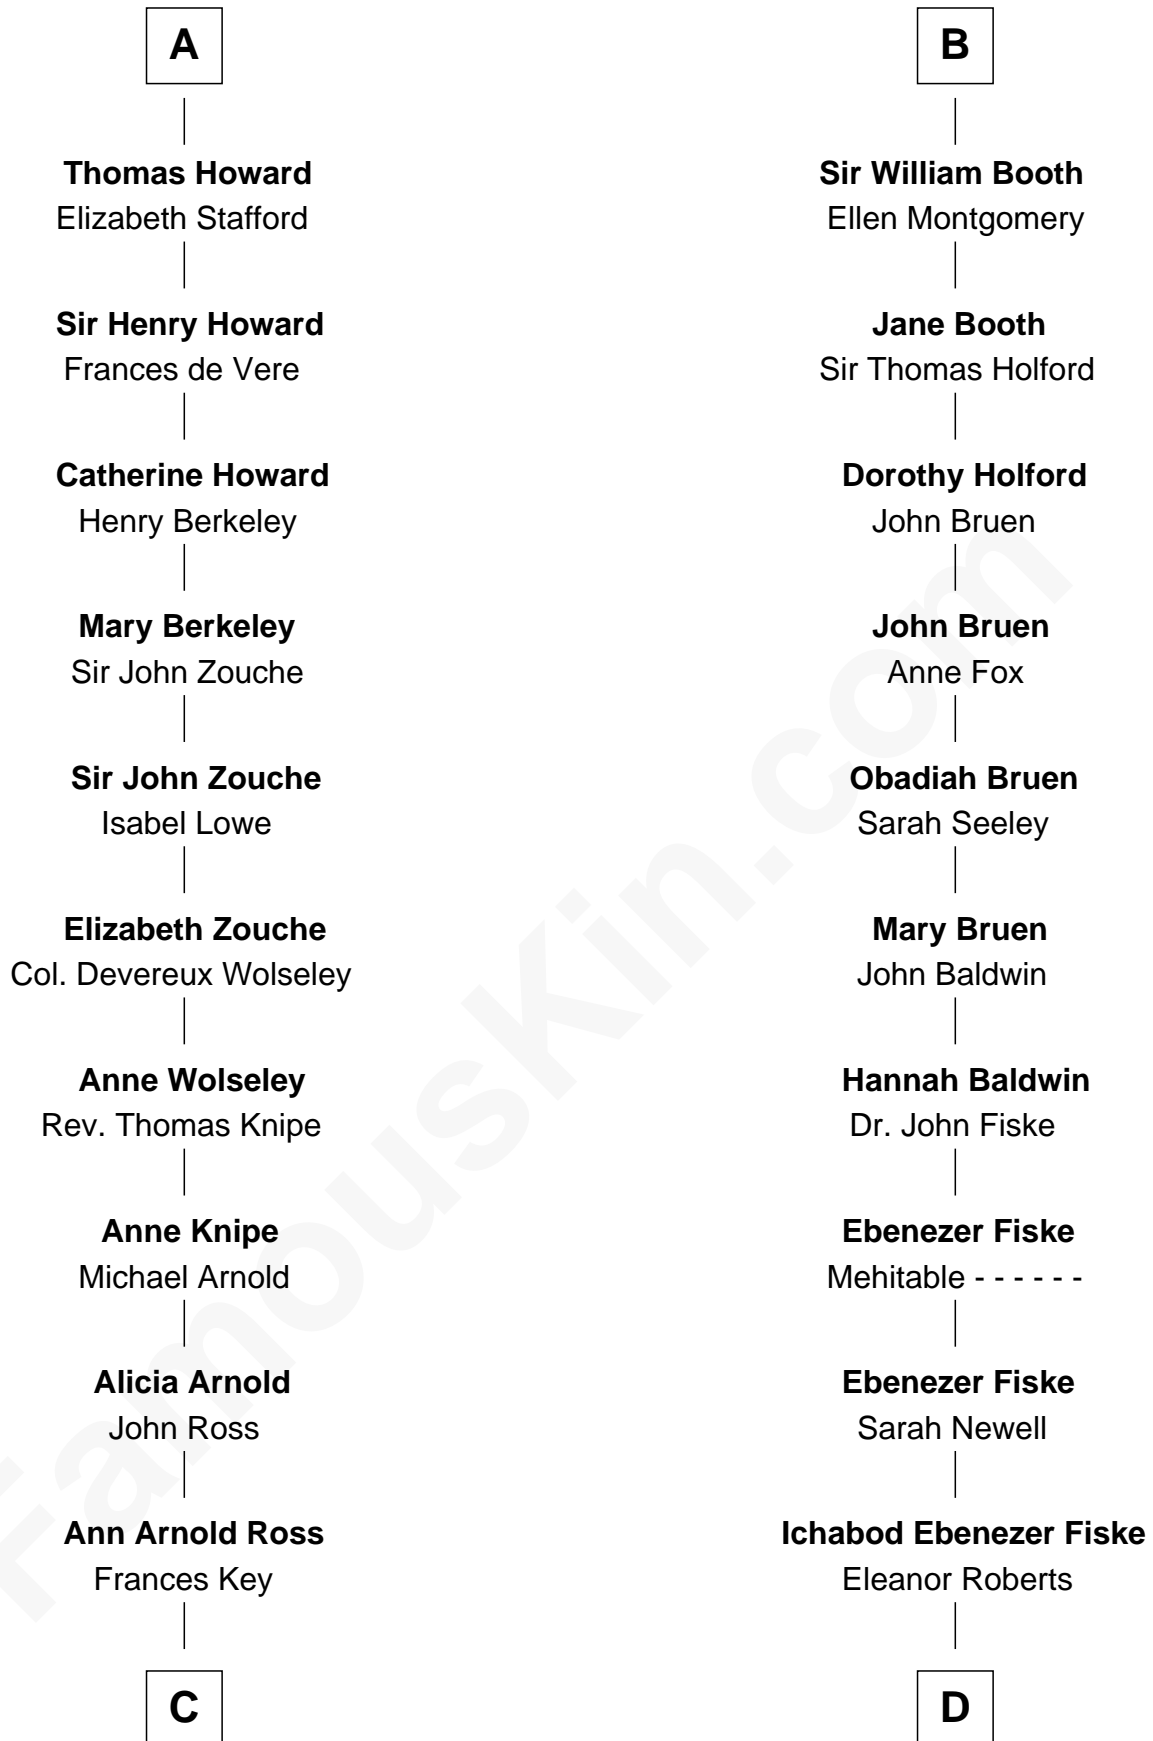 A
Thomas Howard
Elizabeth Stafford
Sir Henry Howard
Frances de Vere
Catherine Howard
Henry Berkeley
Mary Berkeley
Sir John Zouche
Sir John Zouche
Isabel Lowe
Elizabeth Zouche
Col. Devereux Wolseley
Anne Wolseley
Rev. Thomas Knipe
Anne Knipe
Michael Arnold
Alicia Arnold
John Ross
Ann Arnold Ross
Frances Key
C
B
Sir William Booth
Ellen Montgomery
Jane Booth
Sir Thomas Holford
Dorothy Holford
John Bruen
John Bruen
Anne Fox
Obadiah Bruen
Sarah Seeley
Mary Bruen
John Baldwin
Hannah Baldwin
Dr. John Fiske
Ebenezer Fiske
Mehitable - - - - - -
Ebenezer Fiske
Sarah Newell
Ichabod Ebenezer Fiske
Eleanor Roberts
D
FamousKin.com